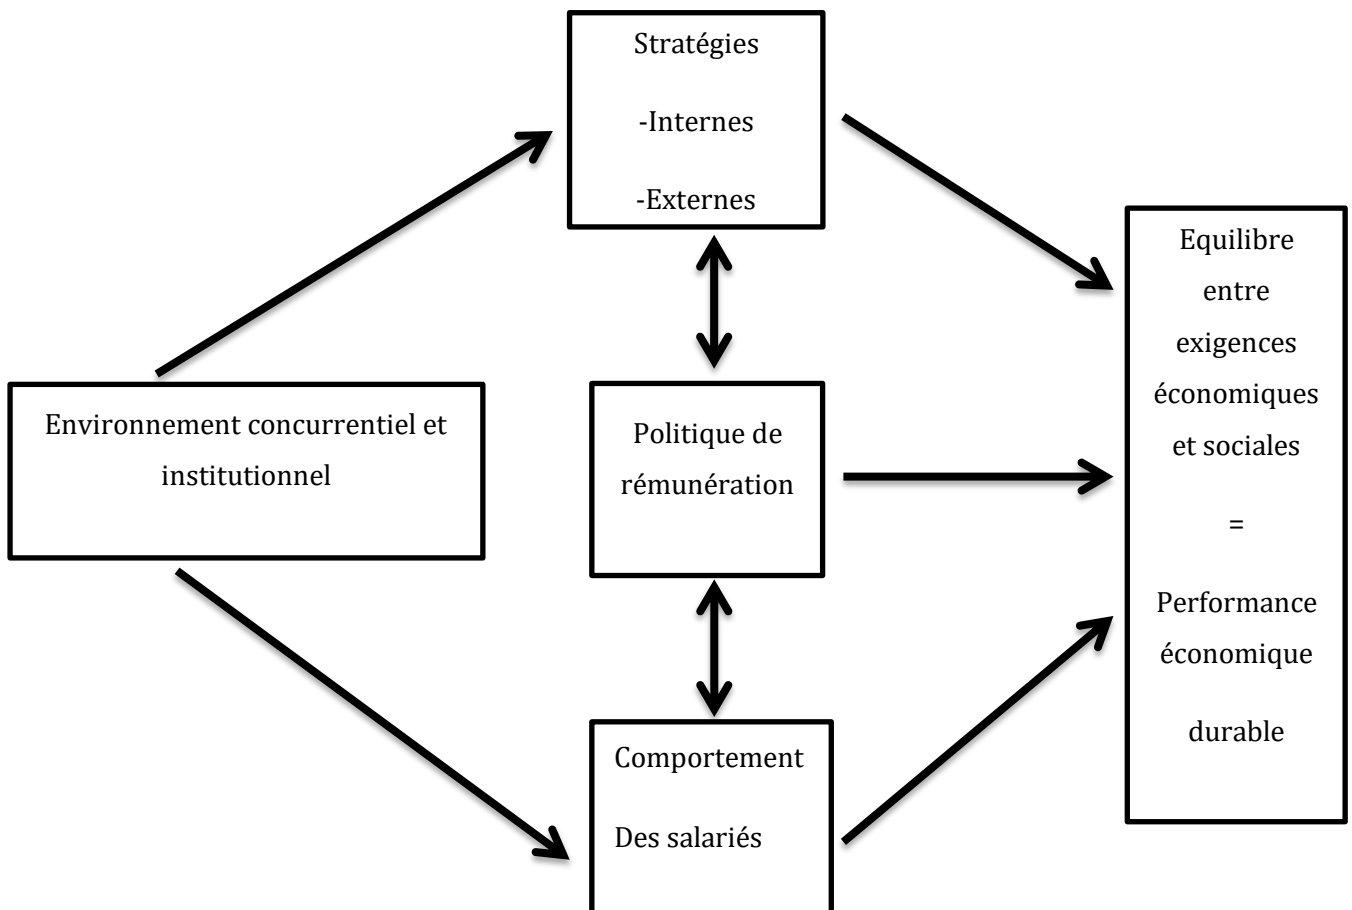 Stratégies
-Internes
-Externes
Environnement concurrentiel et
institutionnel
Politique de
rémunération
Comportement
Des salariés
Equilibre
entre
exigences
économiques
et sociales
=
Performance
économique
durable